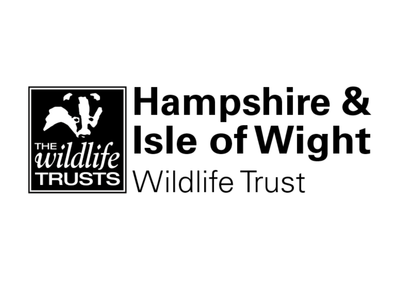 THE
wildlife
TRUSTS
Hampshire &
Isle of Wight
Wildlife Trust